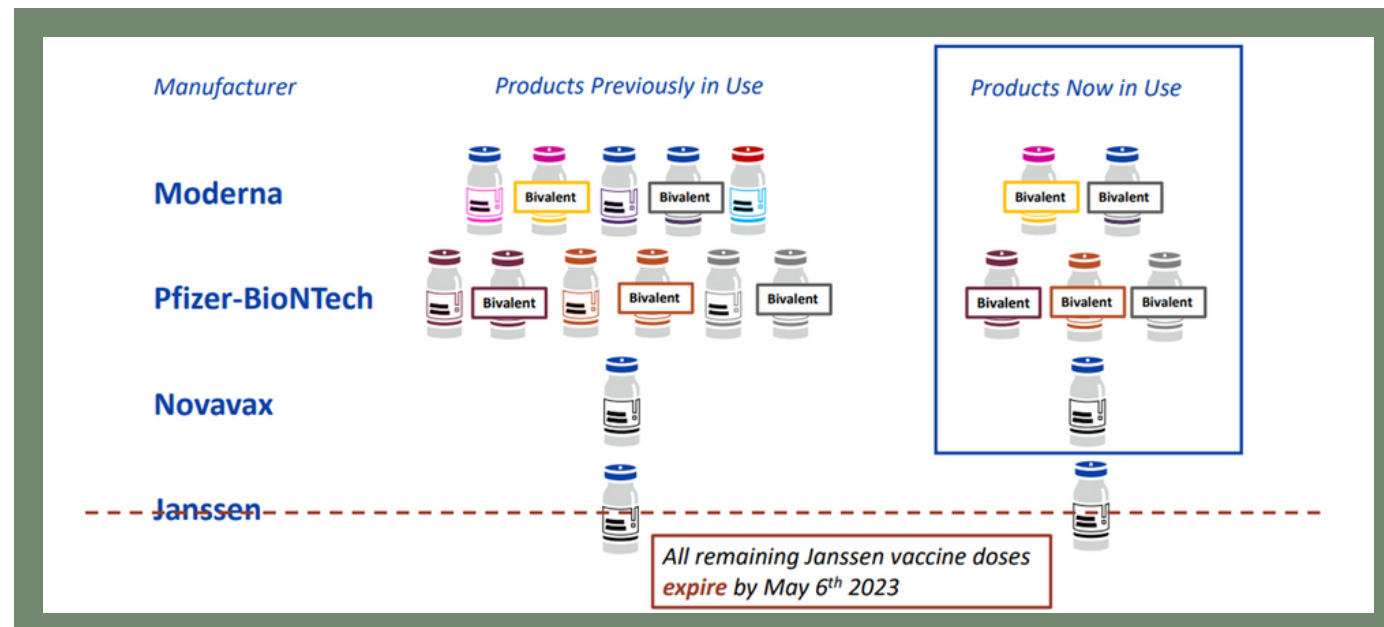 Manufacturer
Products Previously in Use
Products Now in Use
Moderna
Bivalent
Bivalent
Bivalent
Bivalent
Pfizer-BioNTech
Bivalent
Bivalent
Bivalent
Bivalent
Bivalent
Bivalent
Novavax
Janssen
All remaining Janssen vaccine doses
expire by May 6th 2023